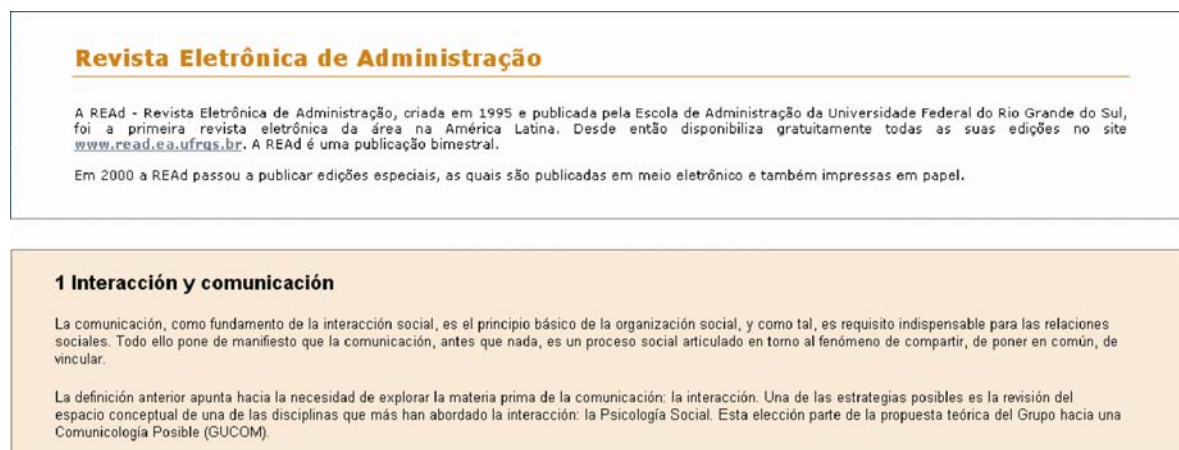 Revista Eletrônica de Administração
A REAd - Revista Eletrônica de Administração, criada em 1995 e publicada pela Escola de Administração da Universidade Federal do Rio Grande do Sul,
foi a primeira revista eletrônica da área na América Latina. Desde então disponibiliza gratuitamente todas as suas edições no site
www.read.ea.ufrgs.br. A REAd é uma publicação bimestral.
Em 2000 a REAd passou a publicar edições especiais, as quais são publicadas em meio eletrônico e também impressas em papel.
1 Interacción y comunicación
La comunicación, como fundamento de la interacción social, es el principio básico de la organización social, y como tal, es requisito indispensable para las relaciones
sociales. Todo ello pone de manifiesto que la comunicación, antes que nada, es un proceso social articulado en torno al fenómeno de compartir, de poner en común, de
vincular.
La definición anterior apunta hacia la necesidad de explorar la materia prima de la comunicación: la interacción. Una de las estrategias posibles es la revisión del
espacio conceptual de una de las disciplinas que más han abordado la interacción: la Psicología Social. Esta elección parte de la propuesta teórica del Grupo hacia una
Comunicología Posible (GUCOM).